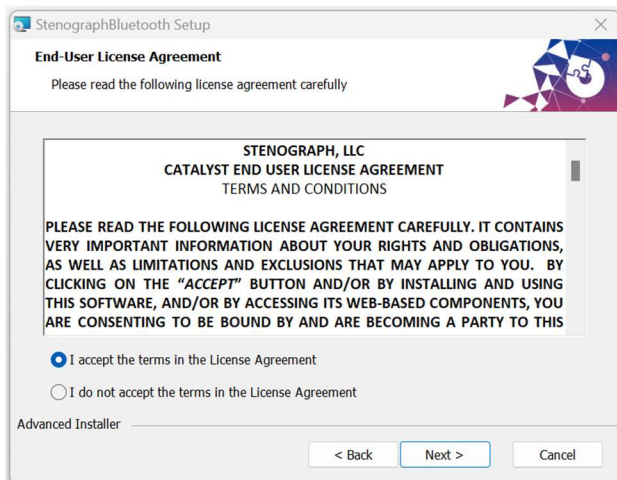 StenographBluetooth Setup
End-User License Agreement
Please read the following license agreement carefully
STENOGRAPH, LLC
CATALYST END USER LICENSE AGREEMENT
TERMS AND CONDITIONS
PLEASE READ THE FOLLOWING LICENSE AGREEMENT CAREFULLY. IT CONTAINS
VERY IMPORTANT INFORMATION ABOUT YOUR RIGHTS AND OBLIGATIONS,
AS WELL AS LIMITATIONS AND EXCLUSIONS THAT MAY APPLY TO YOU. BY
CLICKING ON THE “ACCEPT” BUTTON AND/OR BY INSTALLING AND USING
THIS SOFTWARE, AND/OR BY ACCESSING ITS WEB-BASED COMPONENTS, YOU
ARE CONSENTING TO BE BOUND BY AND ARE BECOMING A PARTY TO THIS
I accept the terms in the License Agreement
I do not accept the terms in the License Agreement
Advanced Installer
< Back Next > Cancel